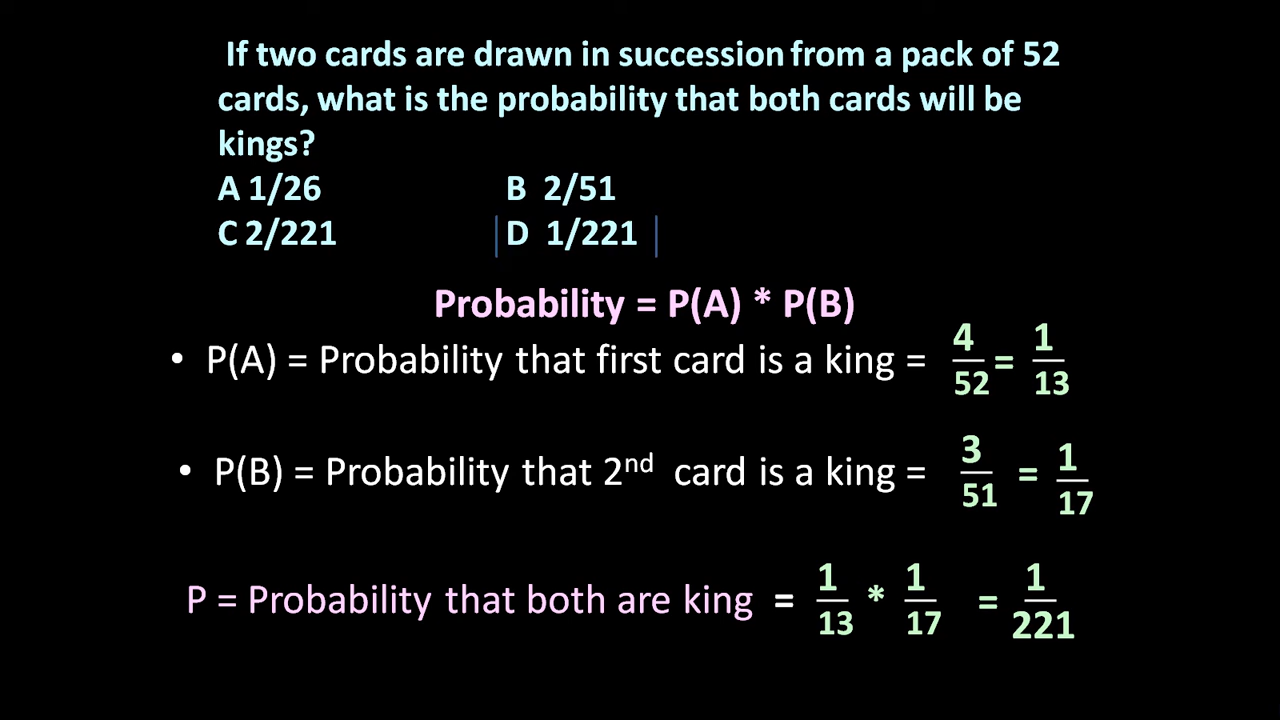 If two cards are drawn in succession from a pack of 52
cards, what is the probability that both cards will be
kings?
A 1/26 B 2/51
C 2/221 D 1/221
Probability = P(A) * P(B)
• P(A) = Probability that first card is a king = 4/52 = 1/13
• P(B) = Probability that 2nd card is a king = 3/51 = 1/17
P = Probability that both are king = 1/13 * 1/17 = 1/221